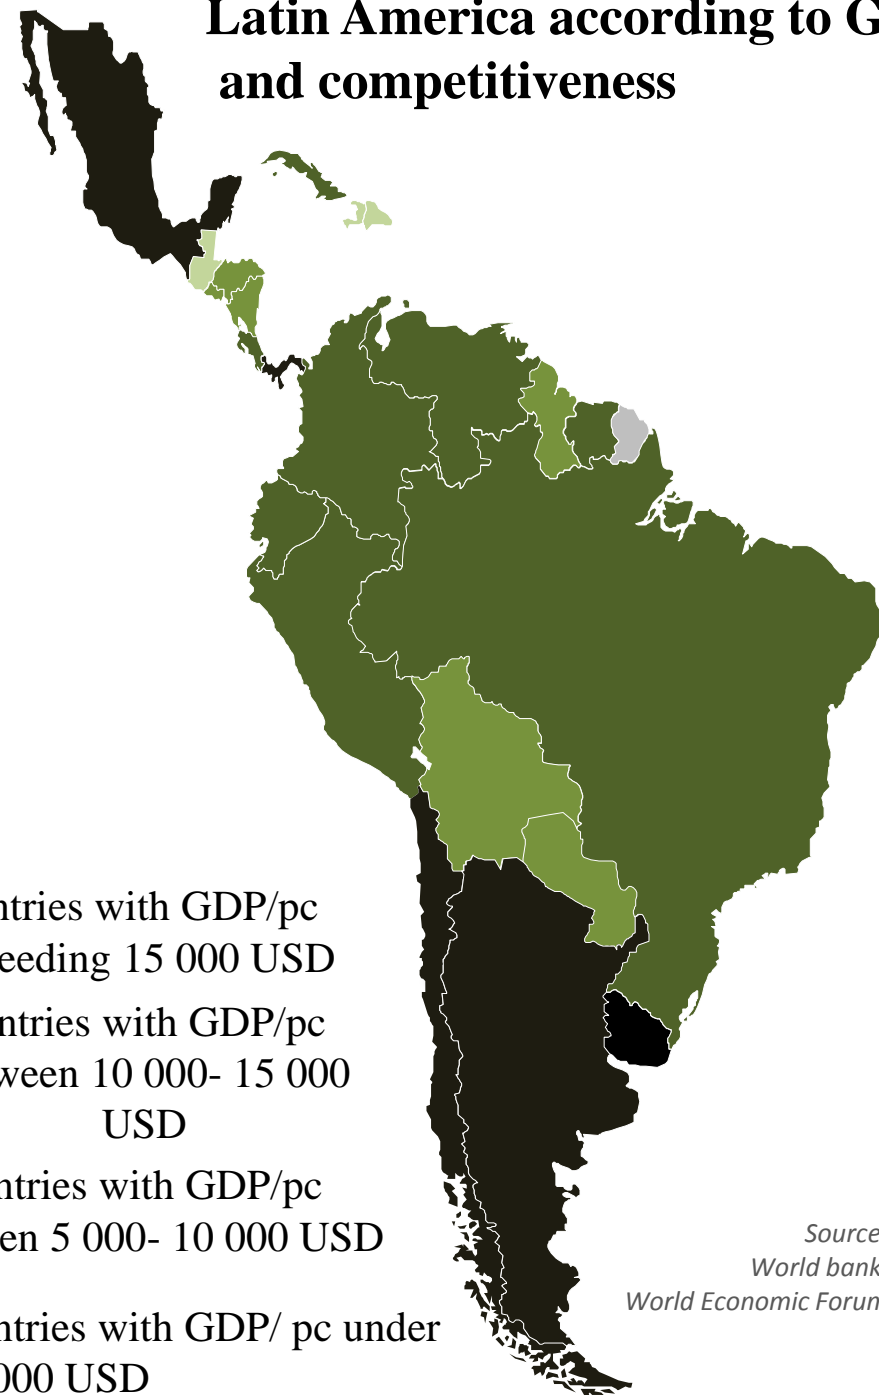 Latin America according to G
and competitiveness
ntries with GDP/pc
eeding 15 000 USD
ntries with GDP/pc
ween 10 000- 15 000
USD
ntries with GDP/pc
en 5 000- 10 000 USD
ntries with GDP/ pc under
000 USD
Source
World bank
World Economic Forun